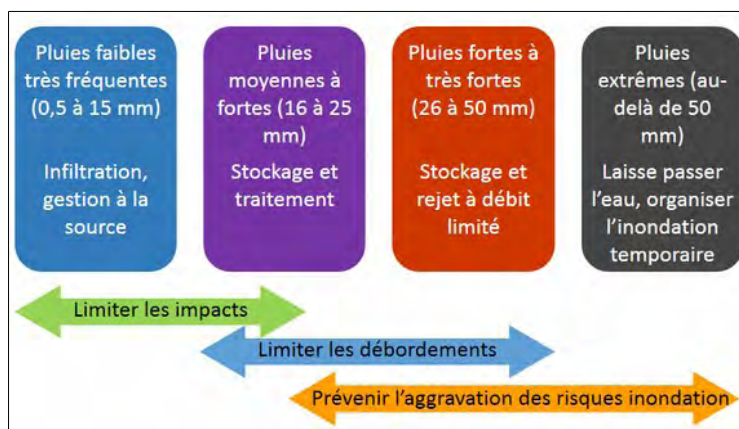 Pluies faibles
très fréquentes
(0,5 à 15 mm)
Infiltration,
gestion à la
source
Pluies
moyennes à
fortes (16 à 25
mm)
Stockage et
traitement
Pluies fortes à
très fortes
(26 à 50 mm)
Stockage et
rejet à débit
limité
Pluies
extrêmes (au-
delà de 50
mm)
Laisse passer
l’eau, organiser
l’inondation
temporaire
Limiter les impacts
Limiter les débordements
Prévenir l’aggravation des risques inondation